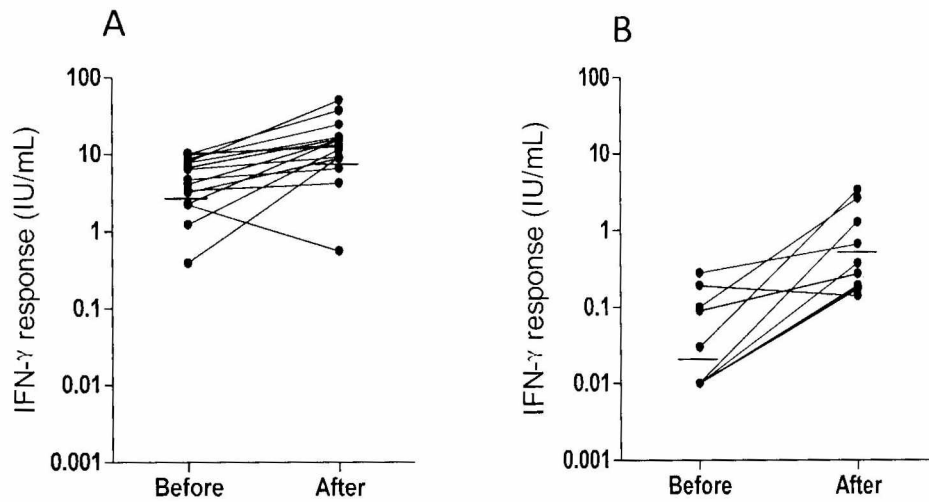 A
IFN-γ response (IU/mL)
100
10
1
0.1
0.01
0.001
Before
After
B
IFN-γ response (IU/mL)
100
10
1
0.1
0.01
0.001
Before
After